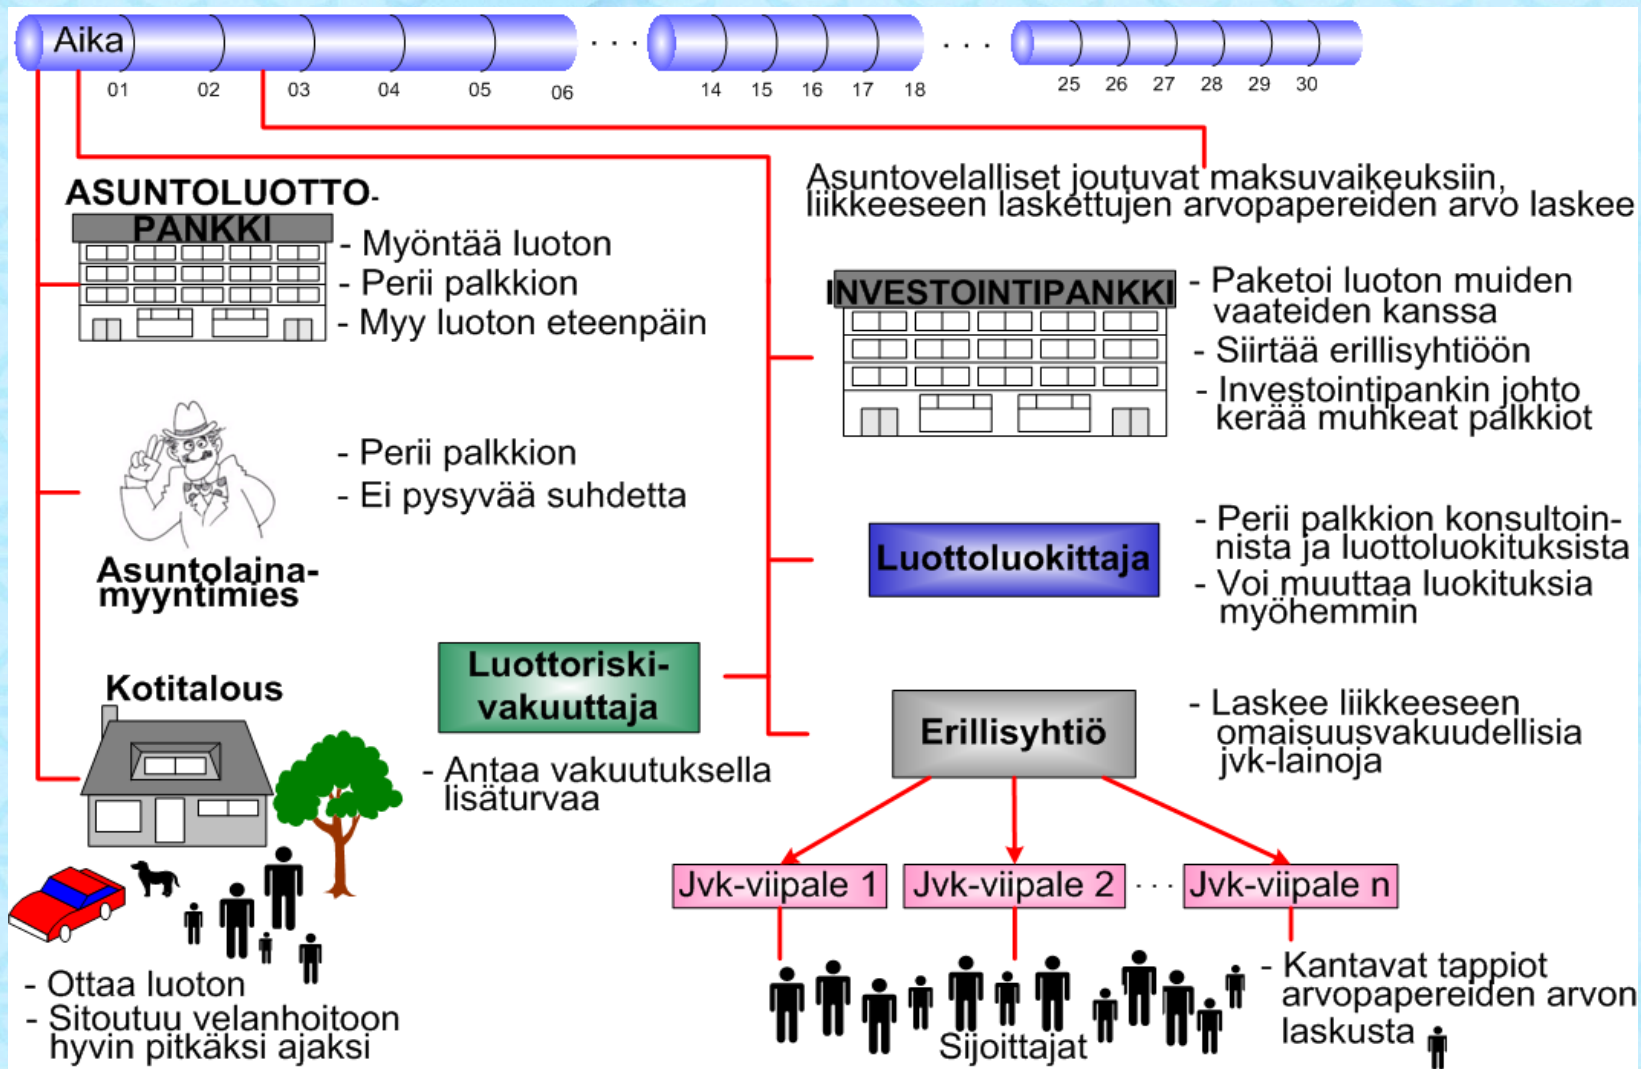 Aika
01 02 03 04 05 06 ... 14 15 16 17 18 ... 25 26 27 28 29 30
ASUNTOLUOTTO-
PANKKI
- Myöntää luoton
- Perii palkkion
- Myy luoton eteenpäin
- Perii palkkion
- Ei pysyvää suhdetta
Asuntolaina-
myyntimies
Kotitalous
- Ottaa luoton
- Sitoutuu velanhoitoon
hyvin pitkäksi ajaksi
Luottoriski-
vakuuttaja
- Antaa vakuutuksella
lisäturvaa
Asuntovelalliset joutuvat maksuvaikeuksiin,
liikkeeseen laskettujen arvopapereiden arvo laskee
INVESTOINTIPANKKI
- Paketoi luoton muiden
vaateiden kanssa
- Siirtää erillisyhtiöön
- Investointipankin johto
kerää muhkeat palkkiot
Luottoluokittaja
- Perii palkkion konsultoin-
nista ja luottoluokituksista
- Voi muuttaa luokituksia
myöhemmin
Erillisyhtiö
- Laskee liikkeeseen
omaisuusvakuudellisia
jvk-lainoja
Jvk-viipale 1
Jvk-viipale 2
...
Jvk-viipale n
Sijoittajat
- Kantavat tappiot
arvopapereiden arvon
laskusta